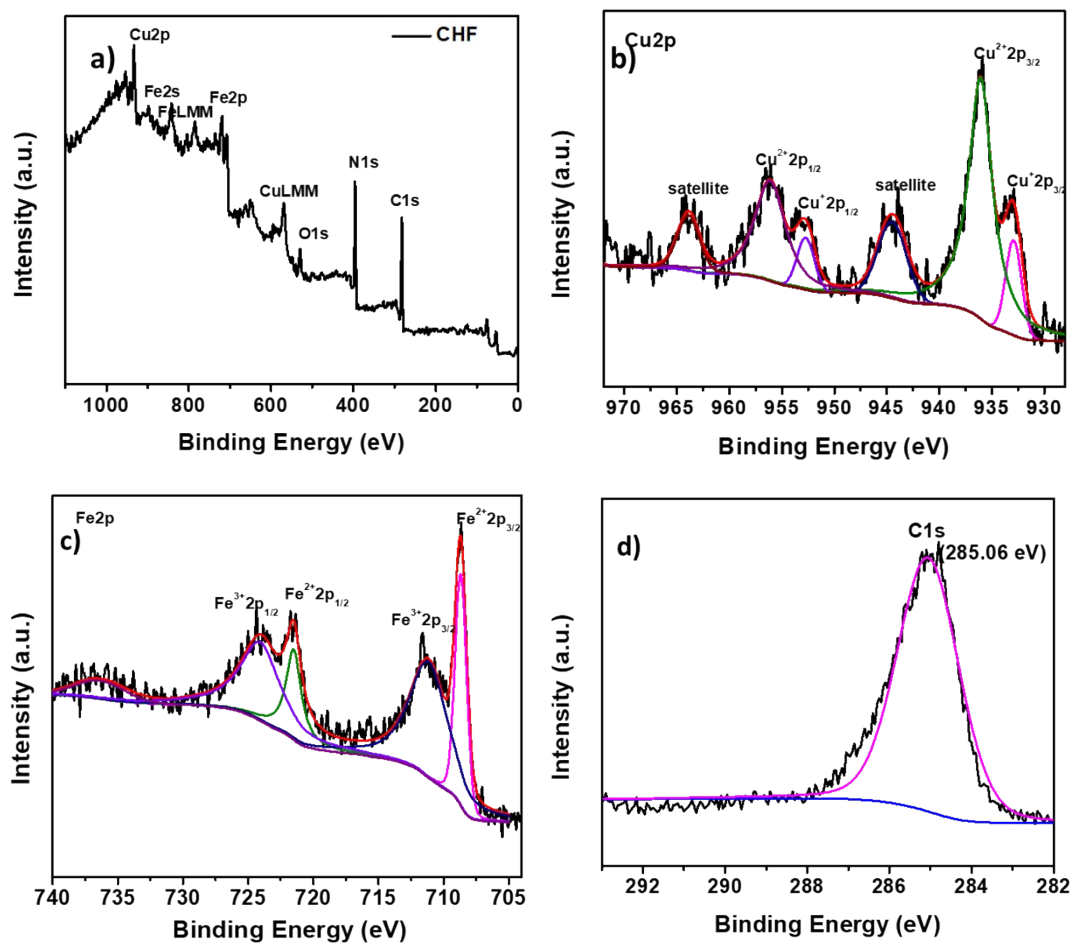 a)
CHF
Cu2p
Fe2s
FeLMM
Fe2p
N1s
C1s
CuLMM
O1s
Intensity (a.u.)
1000 800 600 400 200 0
Binding Energy (eV)
b)
Cu2p
Cu²⁺2p₃/₂
Cu²⁺2p₁/₂
satellite
Cu⁺2p₁/₂
satellite
Cu⁺2p₃/₂
Intensity (a.u.)
970 965 960 955 950 945 940 935 930
Binding Energy (eV)
c)
Fe2p
Fe²⁺2p₃/₂
Fe³⁺2p₁/₂
Fe²⁺2p₁/₂
Fe³⁺2p₃/₂
Intensity (a.u.)
740 735 730 725 720 715 710 705
Binding Energy (eV)
d)
C1s
(285.06 eV)
Intensity (a.u.)
292 290 288 286 284 282
Binding Energy (eV)